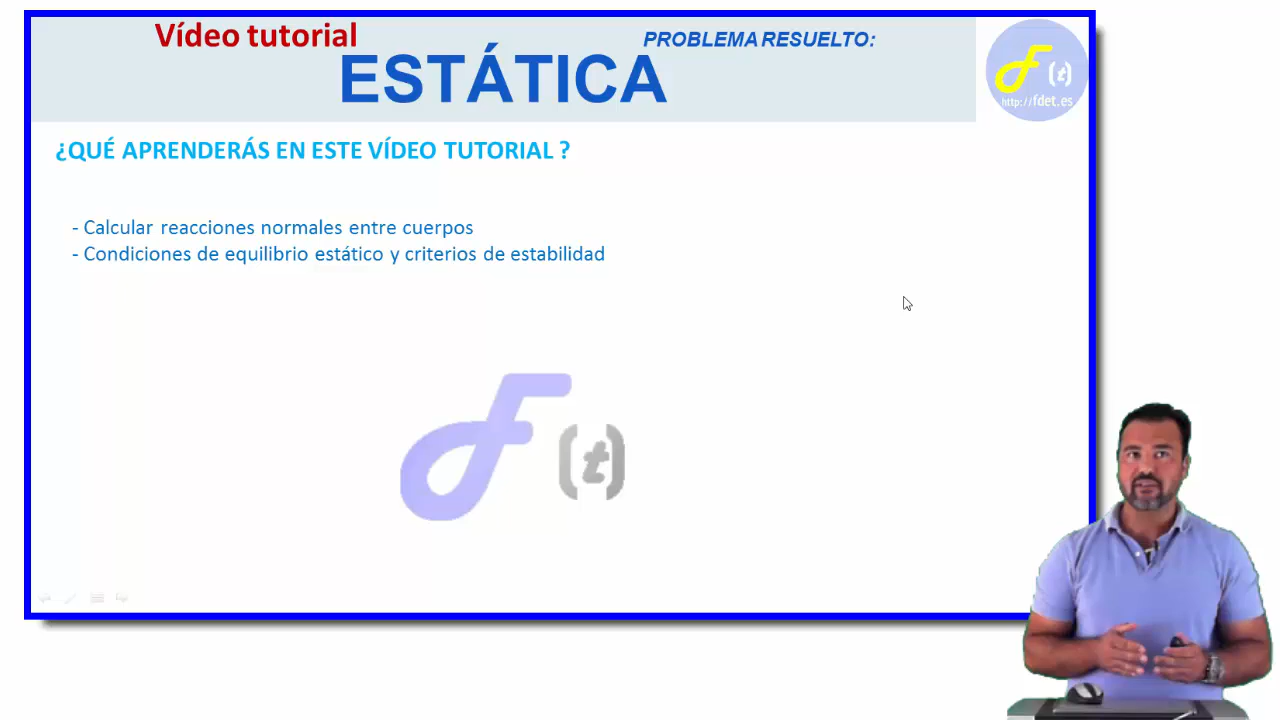 Vídeo tutorial
PROBLEMA RESUELTO:
ESTÁTICA
F(t)
http://fdet.es
¿QUÉ APRENDERÁS EN ESTE VÍDEO TUTORIAL ?
- Calcular reacciones normales entre cuerpos
- Condiciones de equilibrio estático y criterios de estabilidad
F(t)